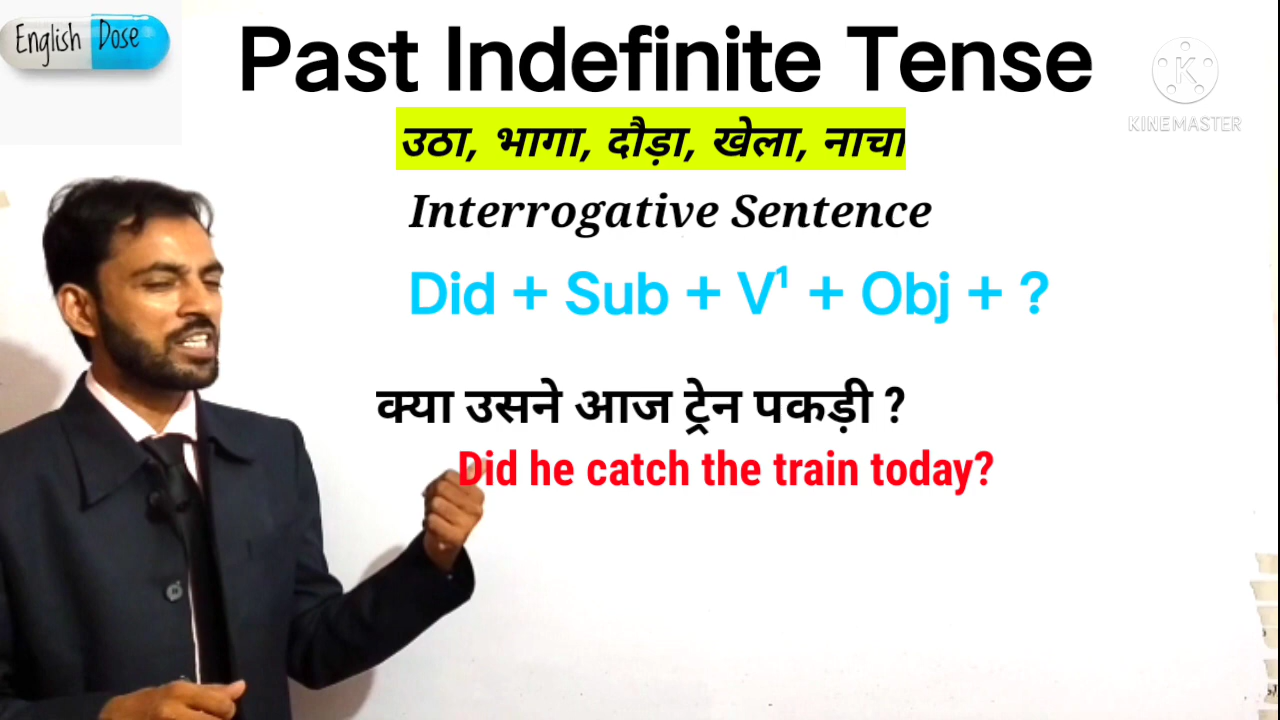 English Dose
Past Indefinite Tense
KINEMASTER
उठा, भागा, दौड़ा, खेला, नाचा
Interrogative Sentence
Did + Sub + V¹ + Obj + ?
क्या उसने आज ट्रेन पकड़ी ?
Did he catch the train today?